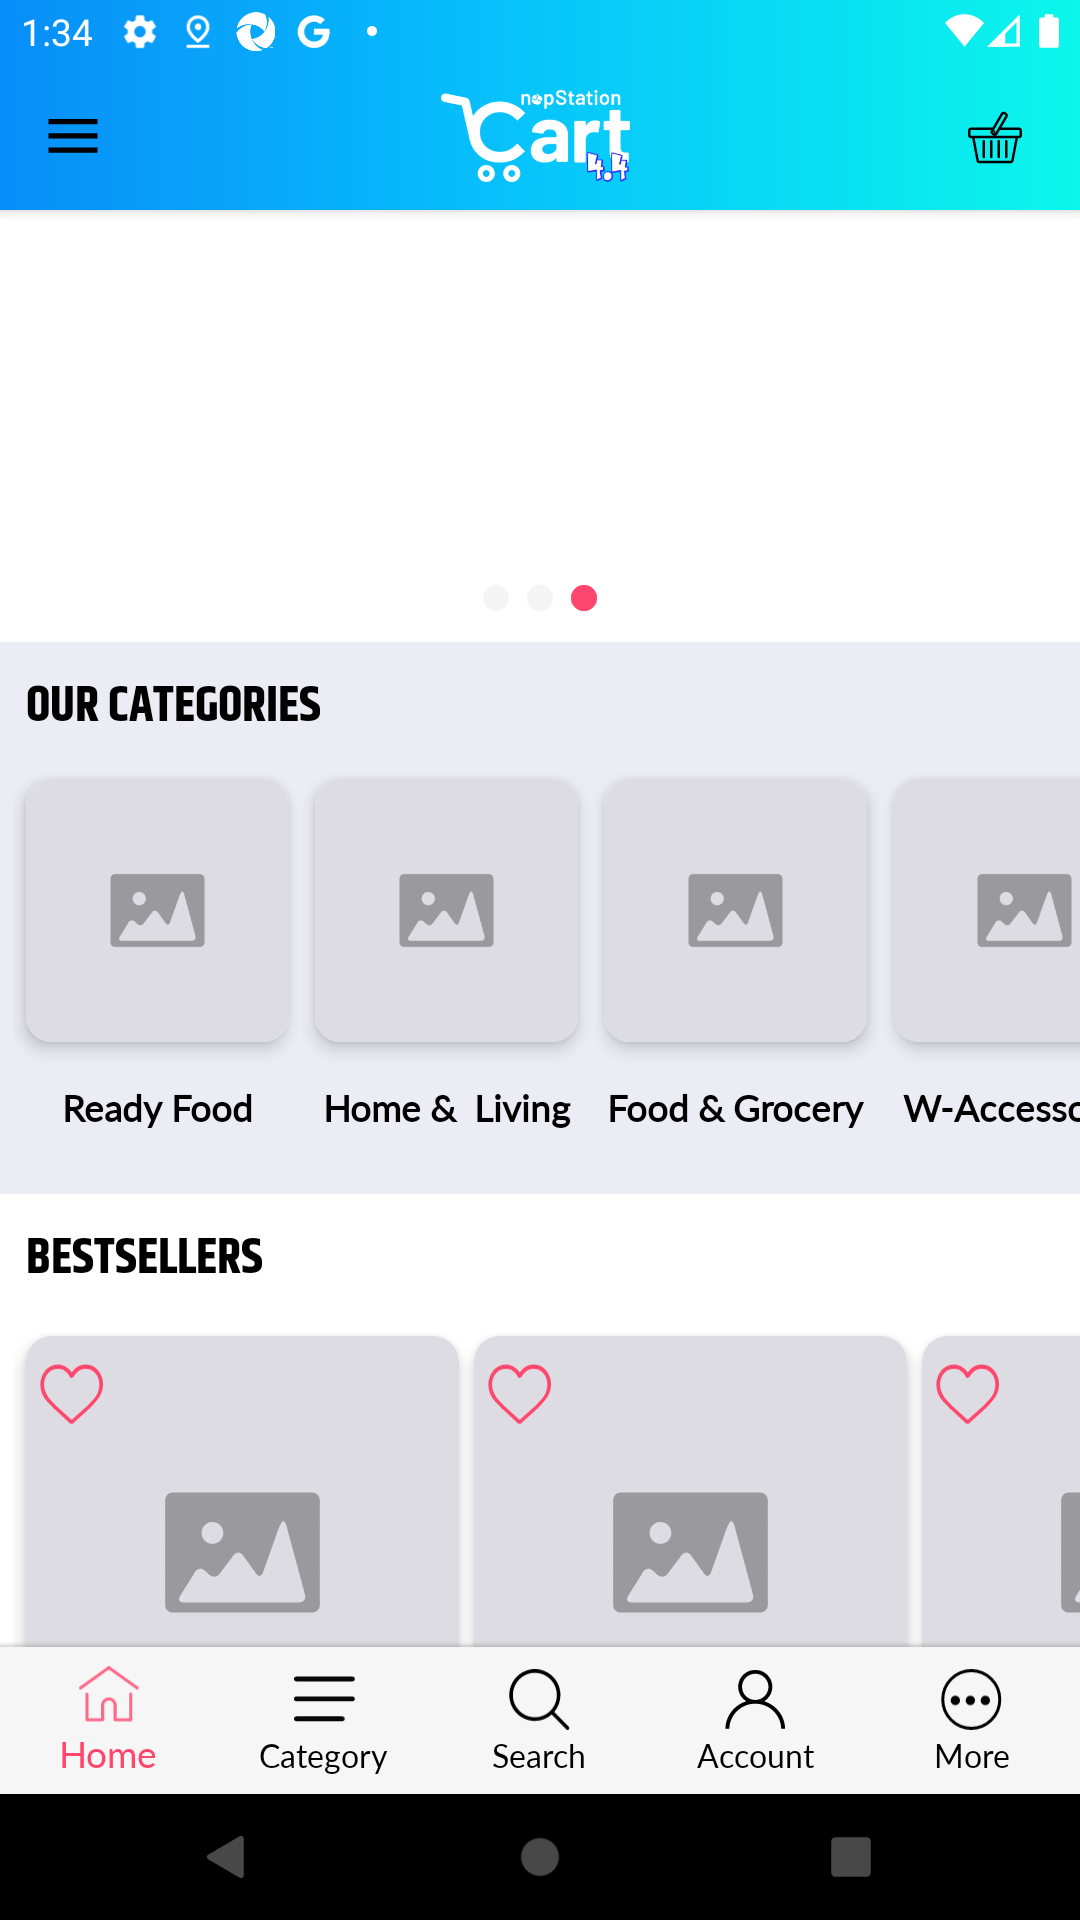 1:34
nopStation
Cart
4.4
OUR CATEGORIES
Ready Food
Home & Living
Food & Grocery
W-Accesso
BESTSELLERS
Home
Category
Search
Account
More